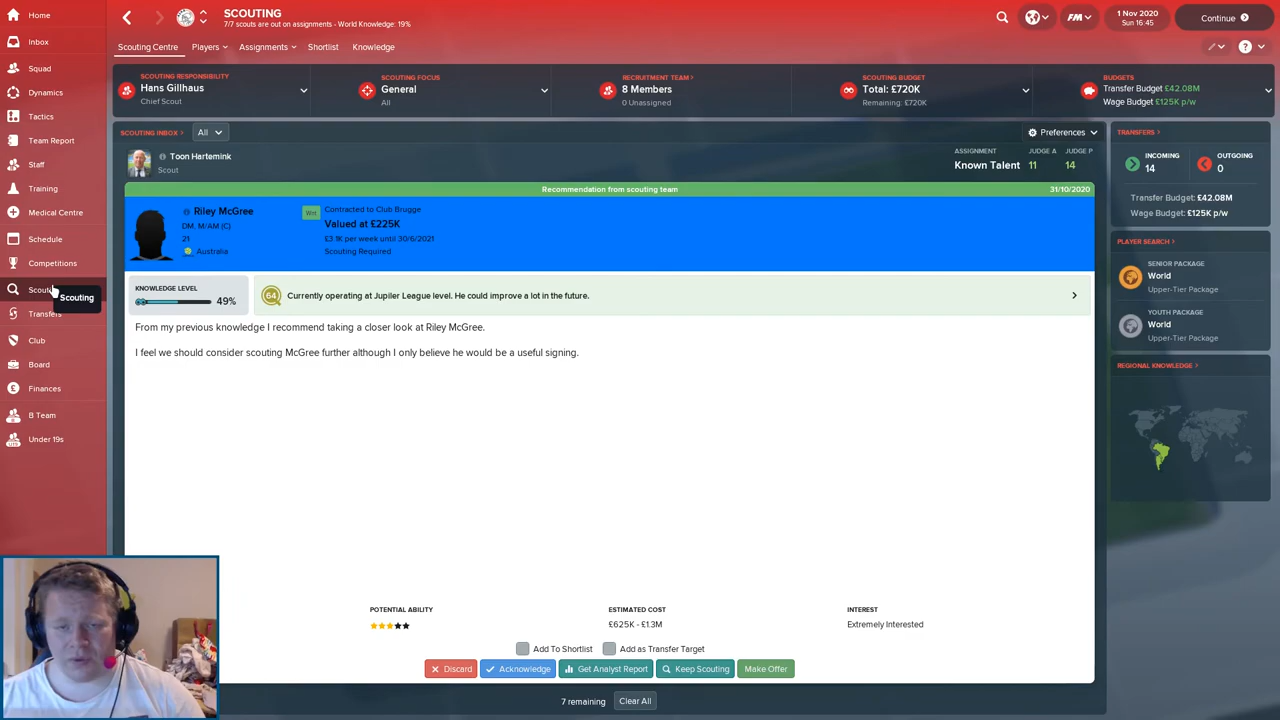 Home
Inbox
Squad
Dynamics
Tactics
Team Report
Staff
Training
Medical Centre
Schedule
Competitions
Scouting
Transfers
Club
Board
Finances
B Team
Under 19s
SCOUTING
7/7 scouts are out on assignments - World Knowledge: 19%
FM
1 Nov 2020
Sun 16:45
Continue
Scouting Centre
Players
Assignments
Shortlist
Knowledge
SCOUTING RESPONSIBILITY
Hans Gillhaus
Chief Scout
SCOUTING FOCUS
General
All
RECRUITMENT TEAM >
8 Members
0 Unassigned
SCOUTING BUDGET
Total: £720K
Remaining: £720K
BUDGETS
Transfer Budget £42.08M
Wage Budget £125K p/w
SCOUTING INBOX >
All
Preferences
Toon Hartemink
Scout
ASSIGNMENT
Known Talent
JUDGE A
11
JUDGE P
14
Recommendation from scouting team
31/10/2020
Riley McGree
DM, M/AM (C)
21
Australia
Wnt
Contracted to Club Brugge
Valued at £225K
£3.1K per week until 30/6/2021
Scouting Required
KNOWLEDGE LEVEL
49%
64
Currently operating at Jupiler League level. He could improve a lot in the future.
From my previous knowledge I recommend taking a closer look at Riley McGree.
I feel we should consider scouting McGree further although I only believe he would be a useful signing.
POTENTIAL ABILITY
ESTIMATED COST
£625K - £1.3M
INTEREST
Extremely Interested
Add To Shortlist
Add as Transfer Target
Discard
Acknowledge
Get Analyst Report
Keep Scouting
Make Offer
7 remaining
Clear All
TRANSFERS >
INCOMING
14
OUTGOING
0
Transfer Budget: £42.08M
Wage Budget: £125K p/w
PLAYER SEARCH >
SENIOR PACKAGE
World
Upper-Tier Package
YOUTH PACKAGE
World
Upper-Tier Package
REGIONAL KNOWLEDGE >